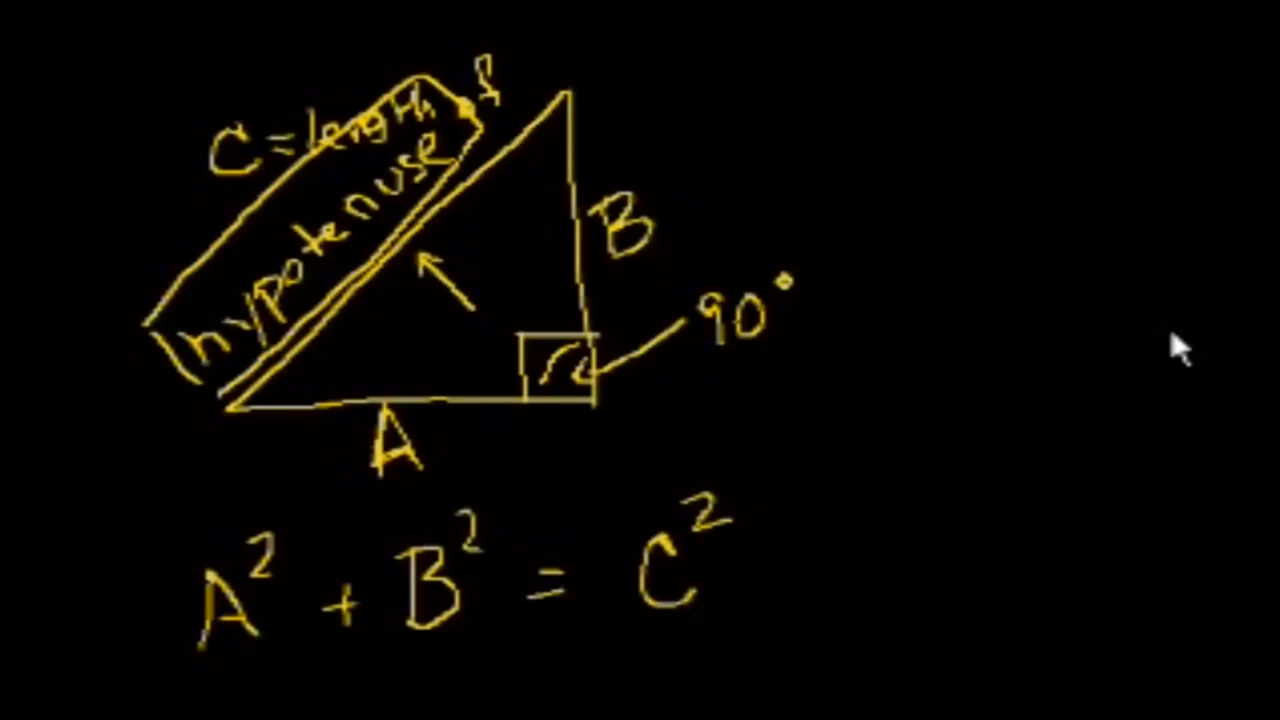 C = length of
hypotenuse
B
90°
A
A² + B² = C²